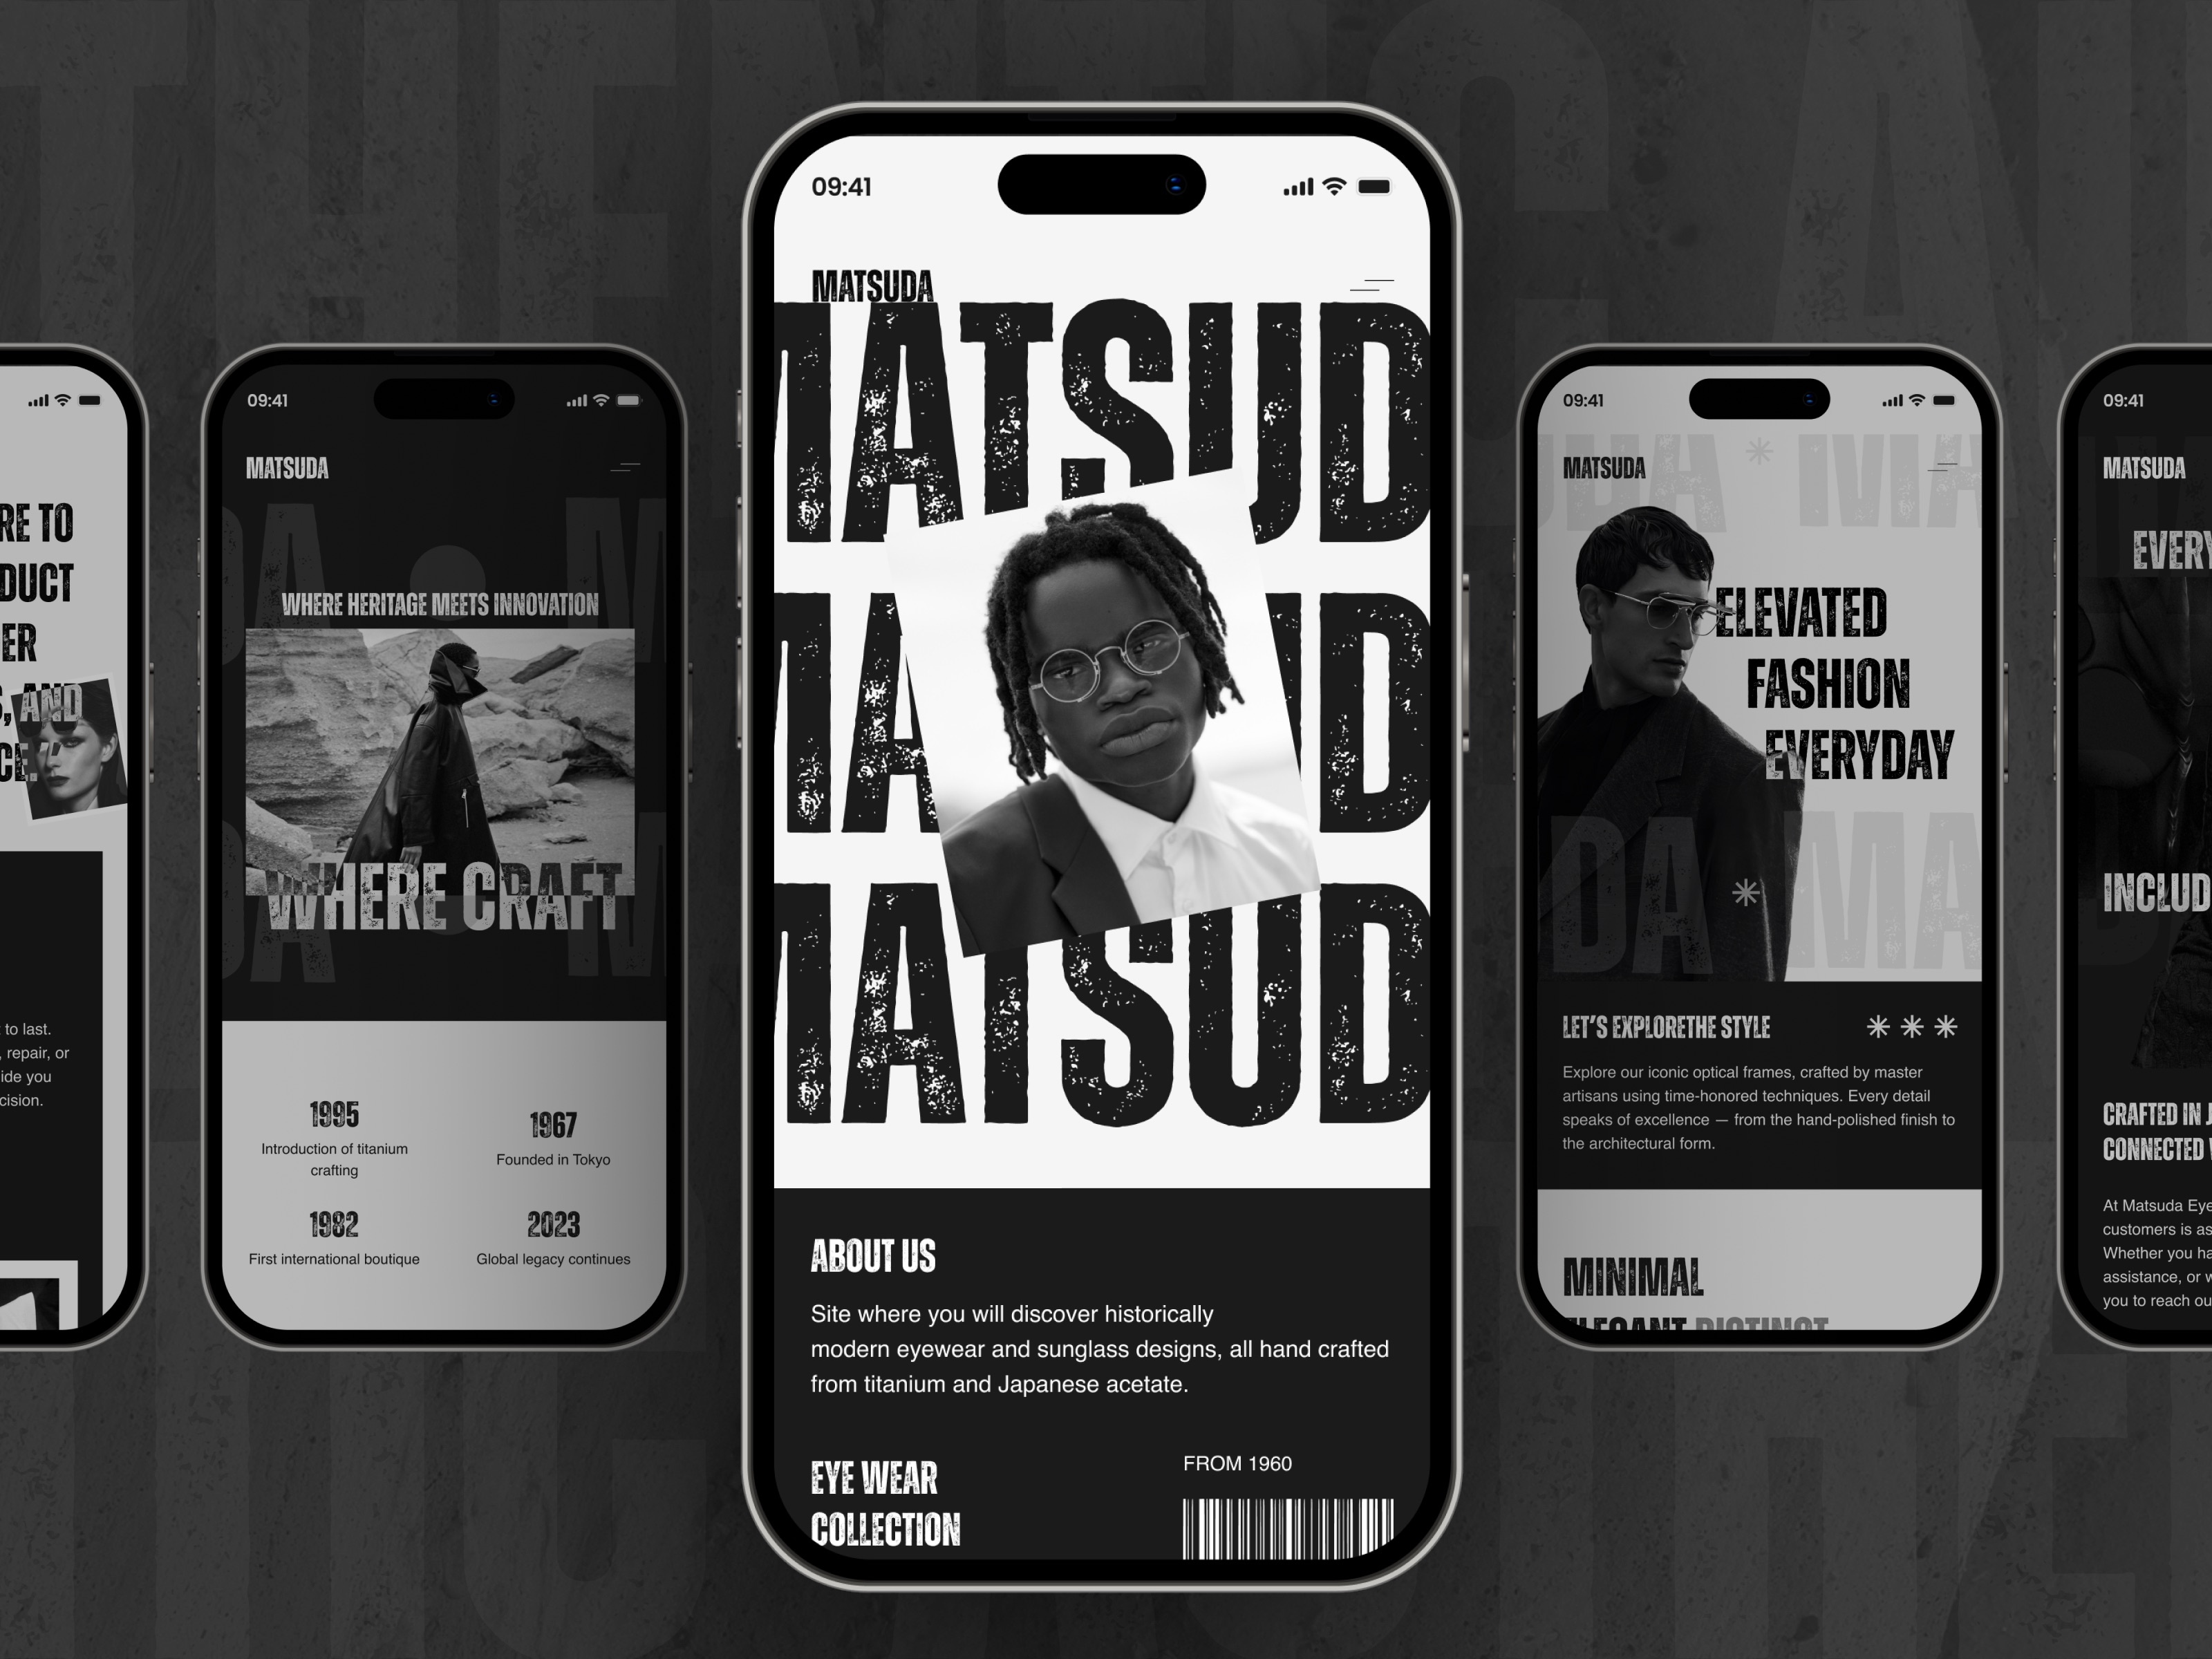 RE TO
DUCT
ER
AND
to last.
repair, or
ide you
cision.
09:41
MATSUDA
WHERE HERITAGE MEETS INNOVATION
WHERE CRAFT
1995
Introduction of titanium
crafting
1967
Founded in Tokyo
1982
First international boutique
2023
Global legacy continues
09:41
MATSUDA
MATSUD
MA D
MATSUD
ABOUT US
Site where you will discover historically
modern eyewear and sunglass designs, all hand crafted
from titanium and Japanese acetate.
EYE WEAR
COLLECTION
FROM 1960
09:41
MATSUDA
DA * MA
ELEVATED
FASHION
EVERYDAY
DA * MA
LET'S EXPLORETHE STYLE
Explore our iconic optical frames, crafted by master
artisans using time-honored techniques. Every detail
speaks of excellence — from the hand-polished finish to
the architectural form.
MINIMAL
ELEGANT DISTINCT
09:41
MATSUDA
EVERY
INCLUD
CRAFTED IN J
CONNECTED
At Matsuda Eye
customers is as
Whether you ha
assistance, or w
you to reach ou